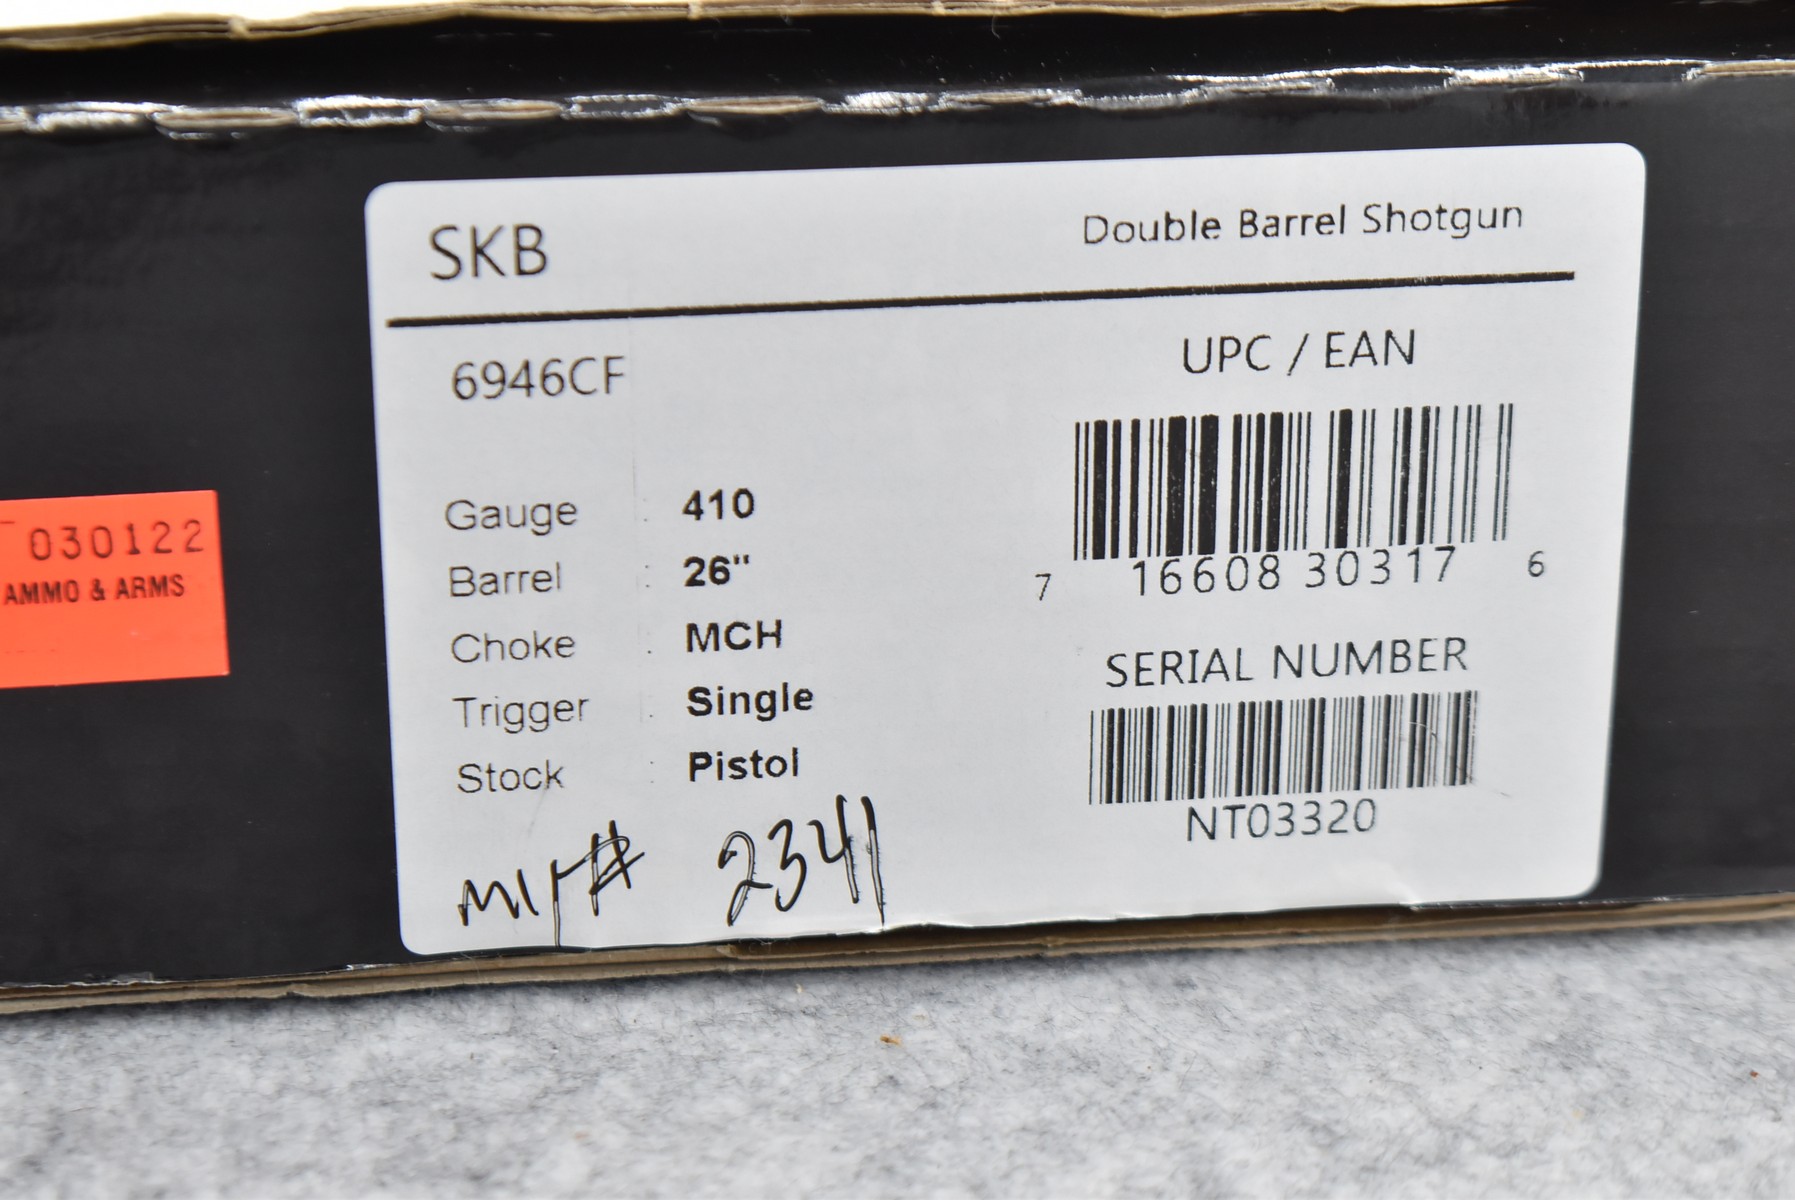 SKB
Double Barrel Shotgun
6946CF
UPC / EAN
Gauge : 410
Barrel : 26"
Choke : MCH
Trigger : Single
Stock : Pistol
7 16608 30317 6
SERIAL NUMBER
NT03320
# 2341
030122
AMMO & ARMS